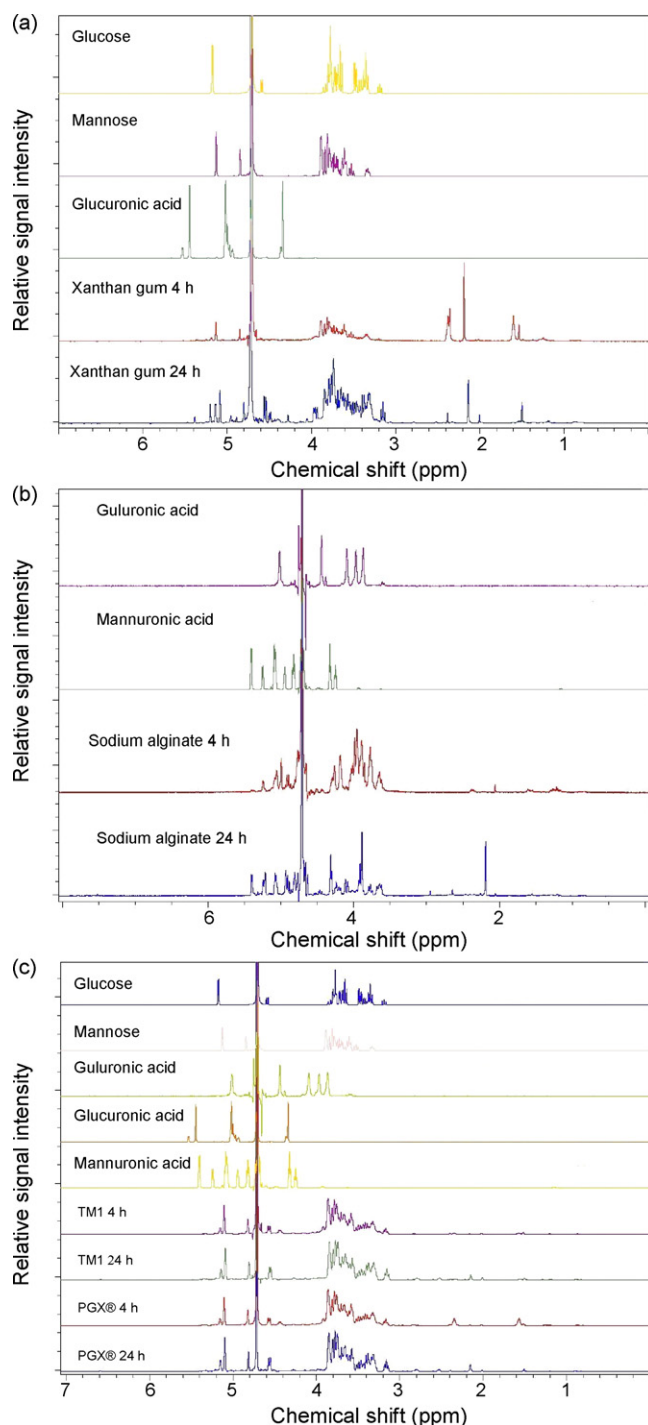 (a)
Glucose
Mannose
Glucuronic acid
Xanthan gum 4 h
Xanthan gum 24 h
Relative signal intensity
6 5 4 3 2 1
Chemical shift (ppm)
(b)
Guluronic acid
Mannuronic acid
Sodium alginate 4 h
Sodium alginate 24 h
Relative signal intensity
6 4 2
Chemical shift (ppm)
(c)
Glucose
Mannose
Guluronic acid
Glucuronic acid
Mannuronic acid
TM1 4 h
TM1 24 h
PGX® 4 h
PGX® 24 h
Relative signal intensity
7 6 5 4 3 2 1
Chemical shift (ppm)